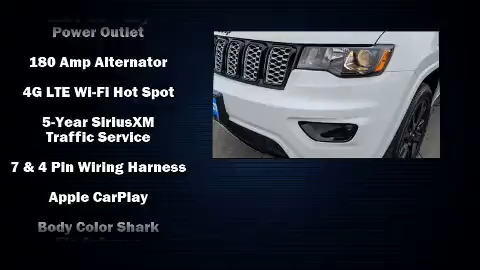 Power Outlet
180 Amp Alternator
4G LTE Wi-Fi Hot Spot
5-Year SiriusXM
Traffic Service
7 & 4 Pin Wiring Harness
Apple CarPlay
Body Color Shark